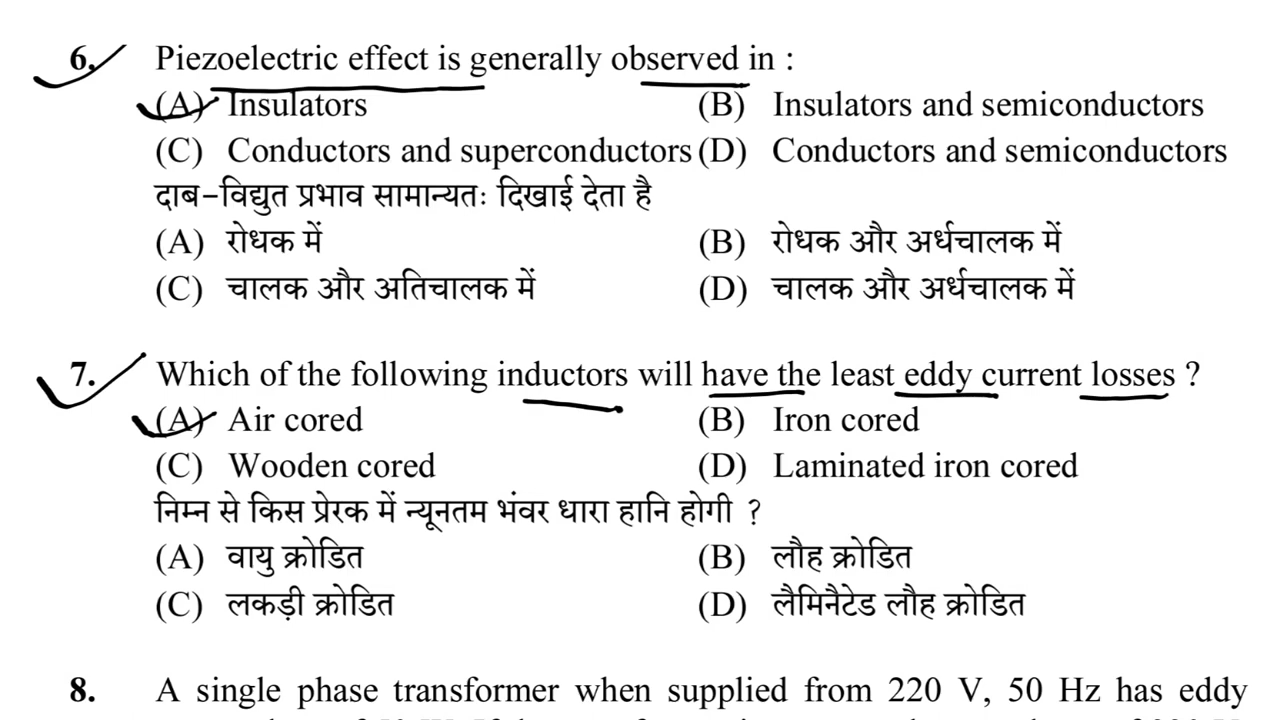 6. Piezoelectric effect is generally observed in :
(A) Insulators (B) Insulators and semiconductors
(C) Conductors and superconductors (D) Conductors and semiconductors
दाब-विद्युत प्रभाव सामान्यतः दिखाई देता है
(A) रोधक में (B) रोधक और अर्धचालक में
(C) चालक और अतिचालक में (D) चालक और अर्धचालक में
7. Which of the following inductors will have the least eddy current losses ?
(A) Air cored (B) Iron cored
(C) Wooden cored (D) Laminated iron cored
निम्न से किस प्रेरक में न्यूनतम भंवर धारा हानि होगी ?
(A) वायु क्रोडित (B) लौह क्रोडित
(C) लकड़ी क्रोडित (D) लैमिनैटेड लौह क्रोडित
8. A single phase transformer when supplied from 220 V, 50 Hz has eddy